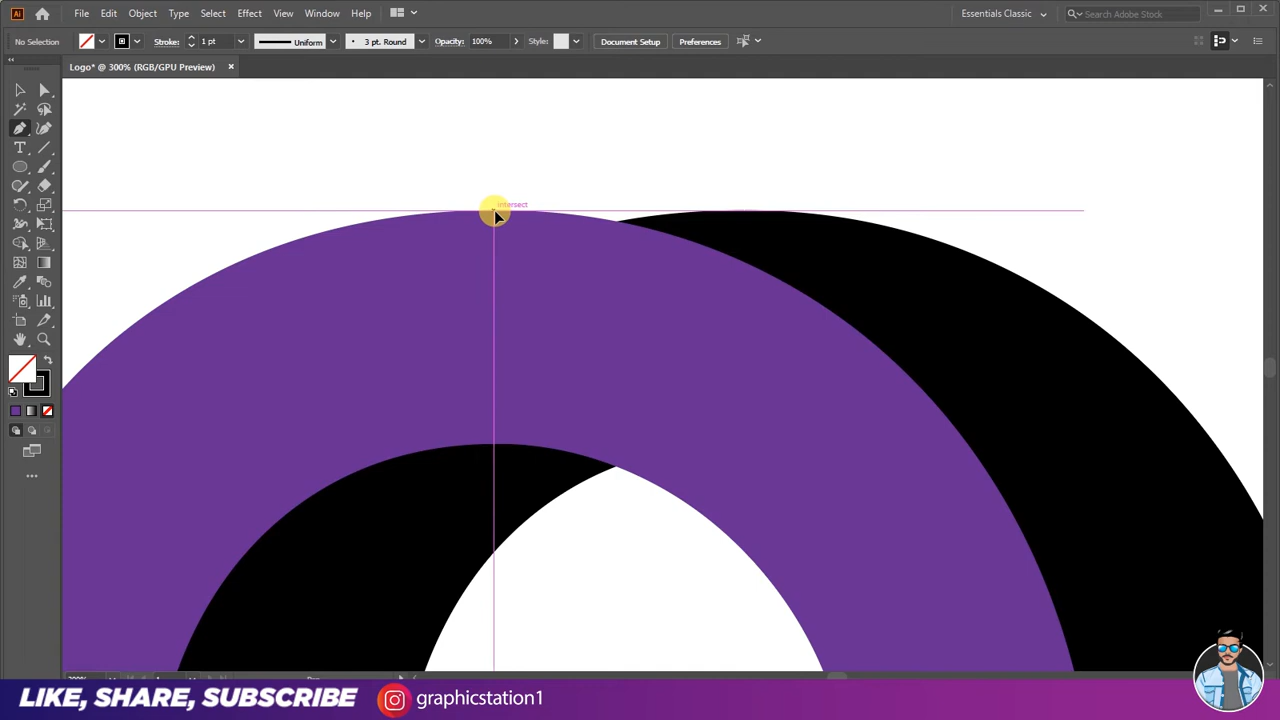 Ai File Edit Object Type Select Effect View Window Help Essentials Classic Search Adobe Stock
No Selection Stroke: 1 pt Uniform 3 pt. Round Opacity: 100% Style: Document Setup Preferences
Logo* @ 300% (RGB/GPU Preview)
intersect
LIKE, SHARE, SUBSCRIBE graphicstation1